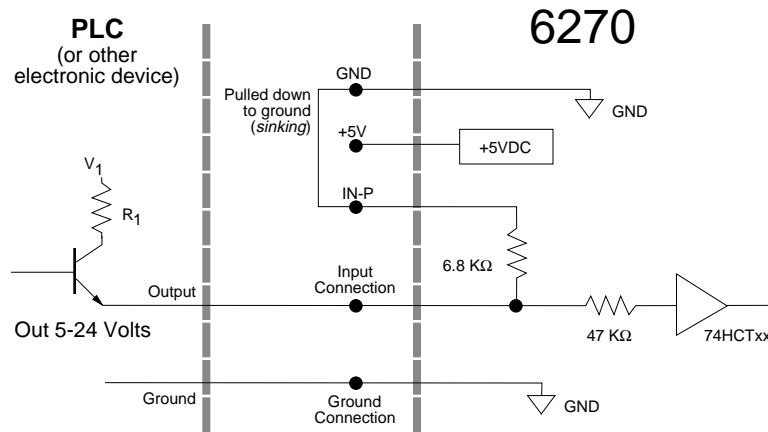 PLC
(or other
electronic device)
6270
GND
Pulled down
to ground
(sinking)
GND
+5V
+5VDC
V1
IN-P
R1
6.8 KΩ
Input
Connection
Output
Out 5-24 Volts
47 KΩ
74HCTxx
Ground
Ground
Connection
GND